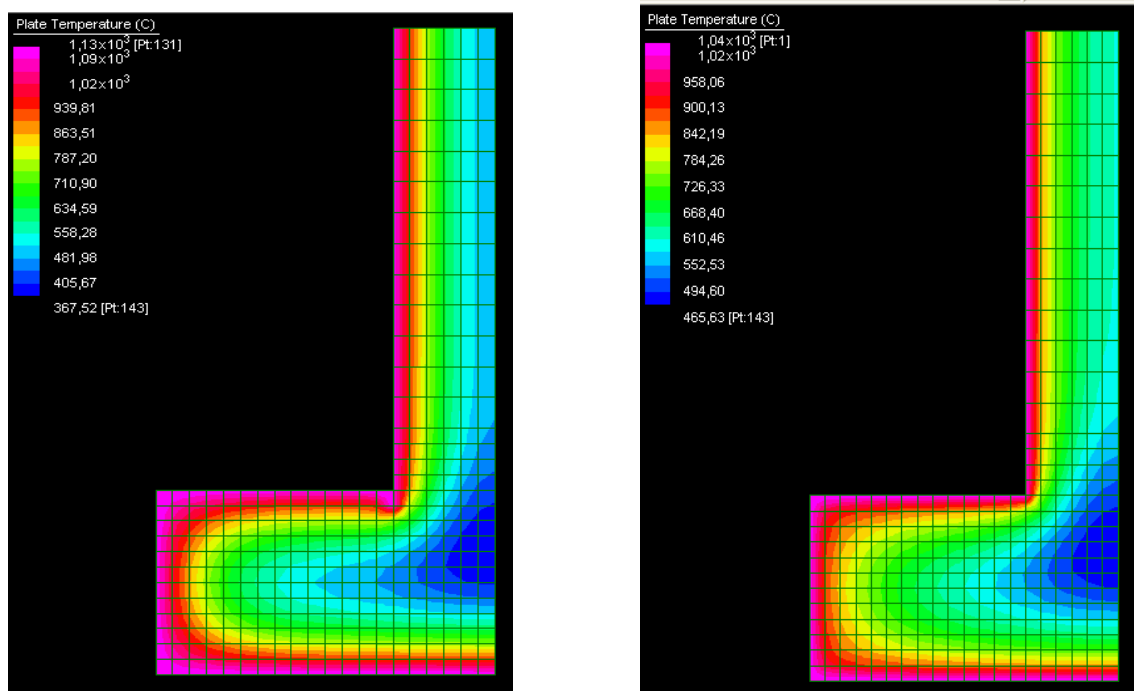 Plate Temperature (C)
1,13x10³ [Pt:131]
1,09x10³
1,02x10³
939,81
863,51
787,20
710,90
634,59
558,28
481,98
405,67
367,52 [Pt:143]
Plate Temperature (C)
1,04x10³ [Pt:1]
1,02x10³
958,06
900,13
842,19
784,26
726,33
668,40
610,46
552,53
494,60
465,63 [Pt:143]